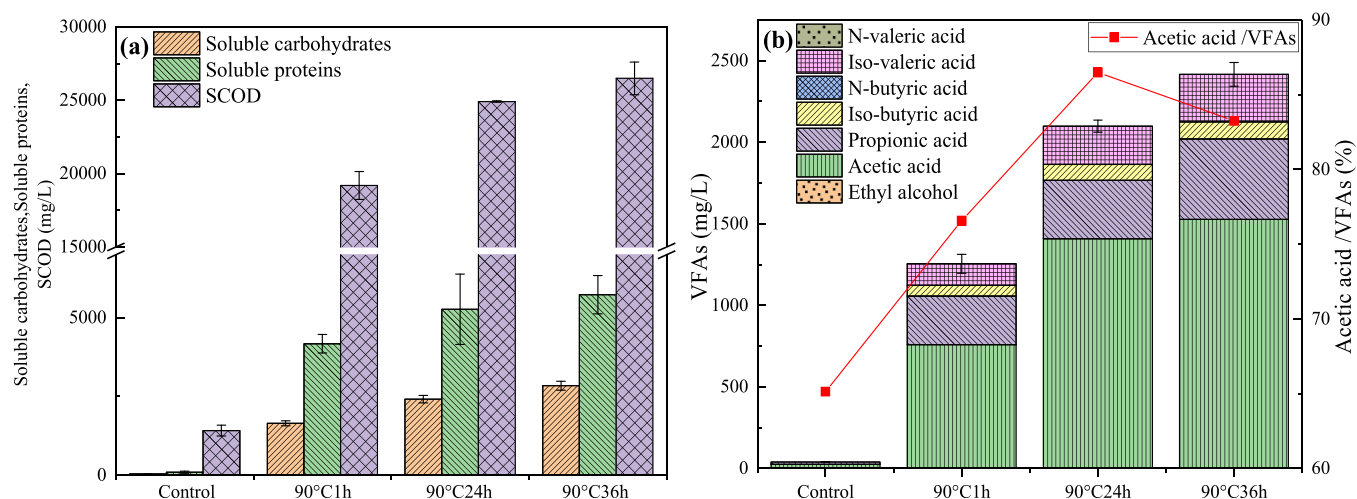 (a)
Soluble carbohydrates
Soluble proteins
SCOD
Soluble carbohydrates,Soluble proteins,
SCOD (mg/L)
30000
25000
20000
15000
5000
0
Control
90°C1h
90°C24h
90°C36h
(b)
N-valeric acid
Iso-valeric acid
N-butyric acid
Iso-butyric acid
Propionic acid
Acetic acid
Ethyl alcohol
Acetic acid /VFAs
VFAs (mg/L)
2500
2000
1500
1000
500
0
90
80
70
60
Acetic acid /VFAs (%)
Control
90°C1h
90°C24h
90°C36h